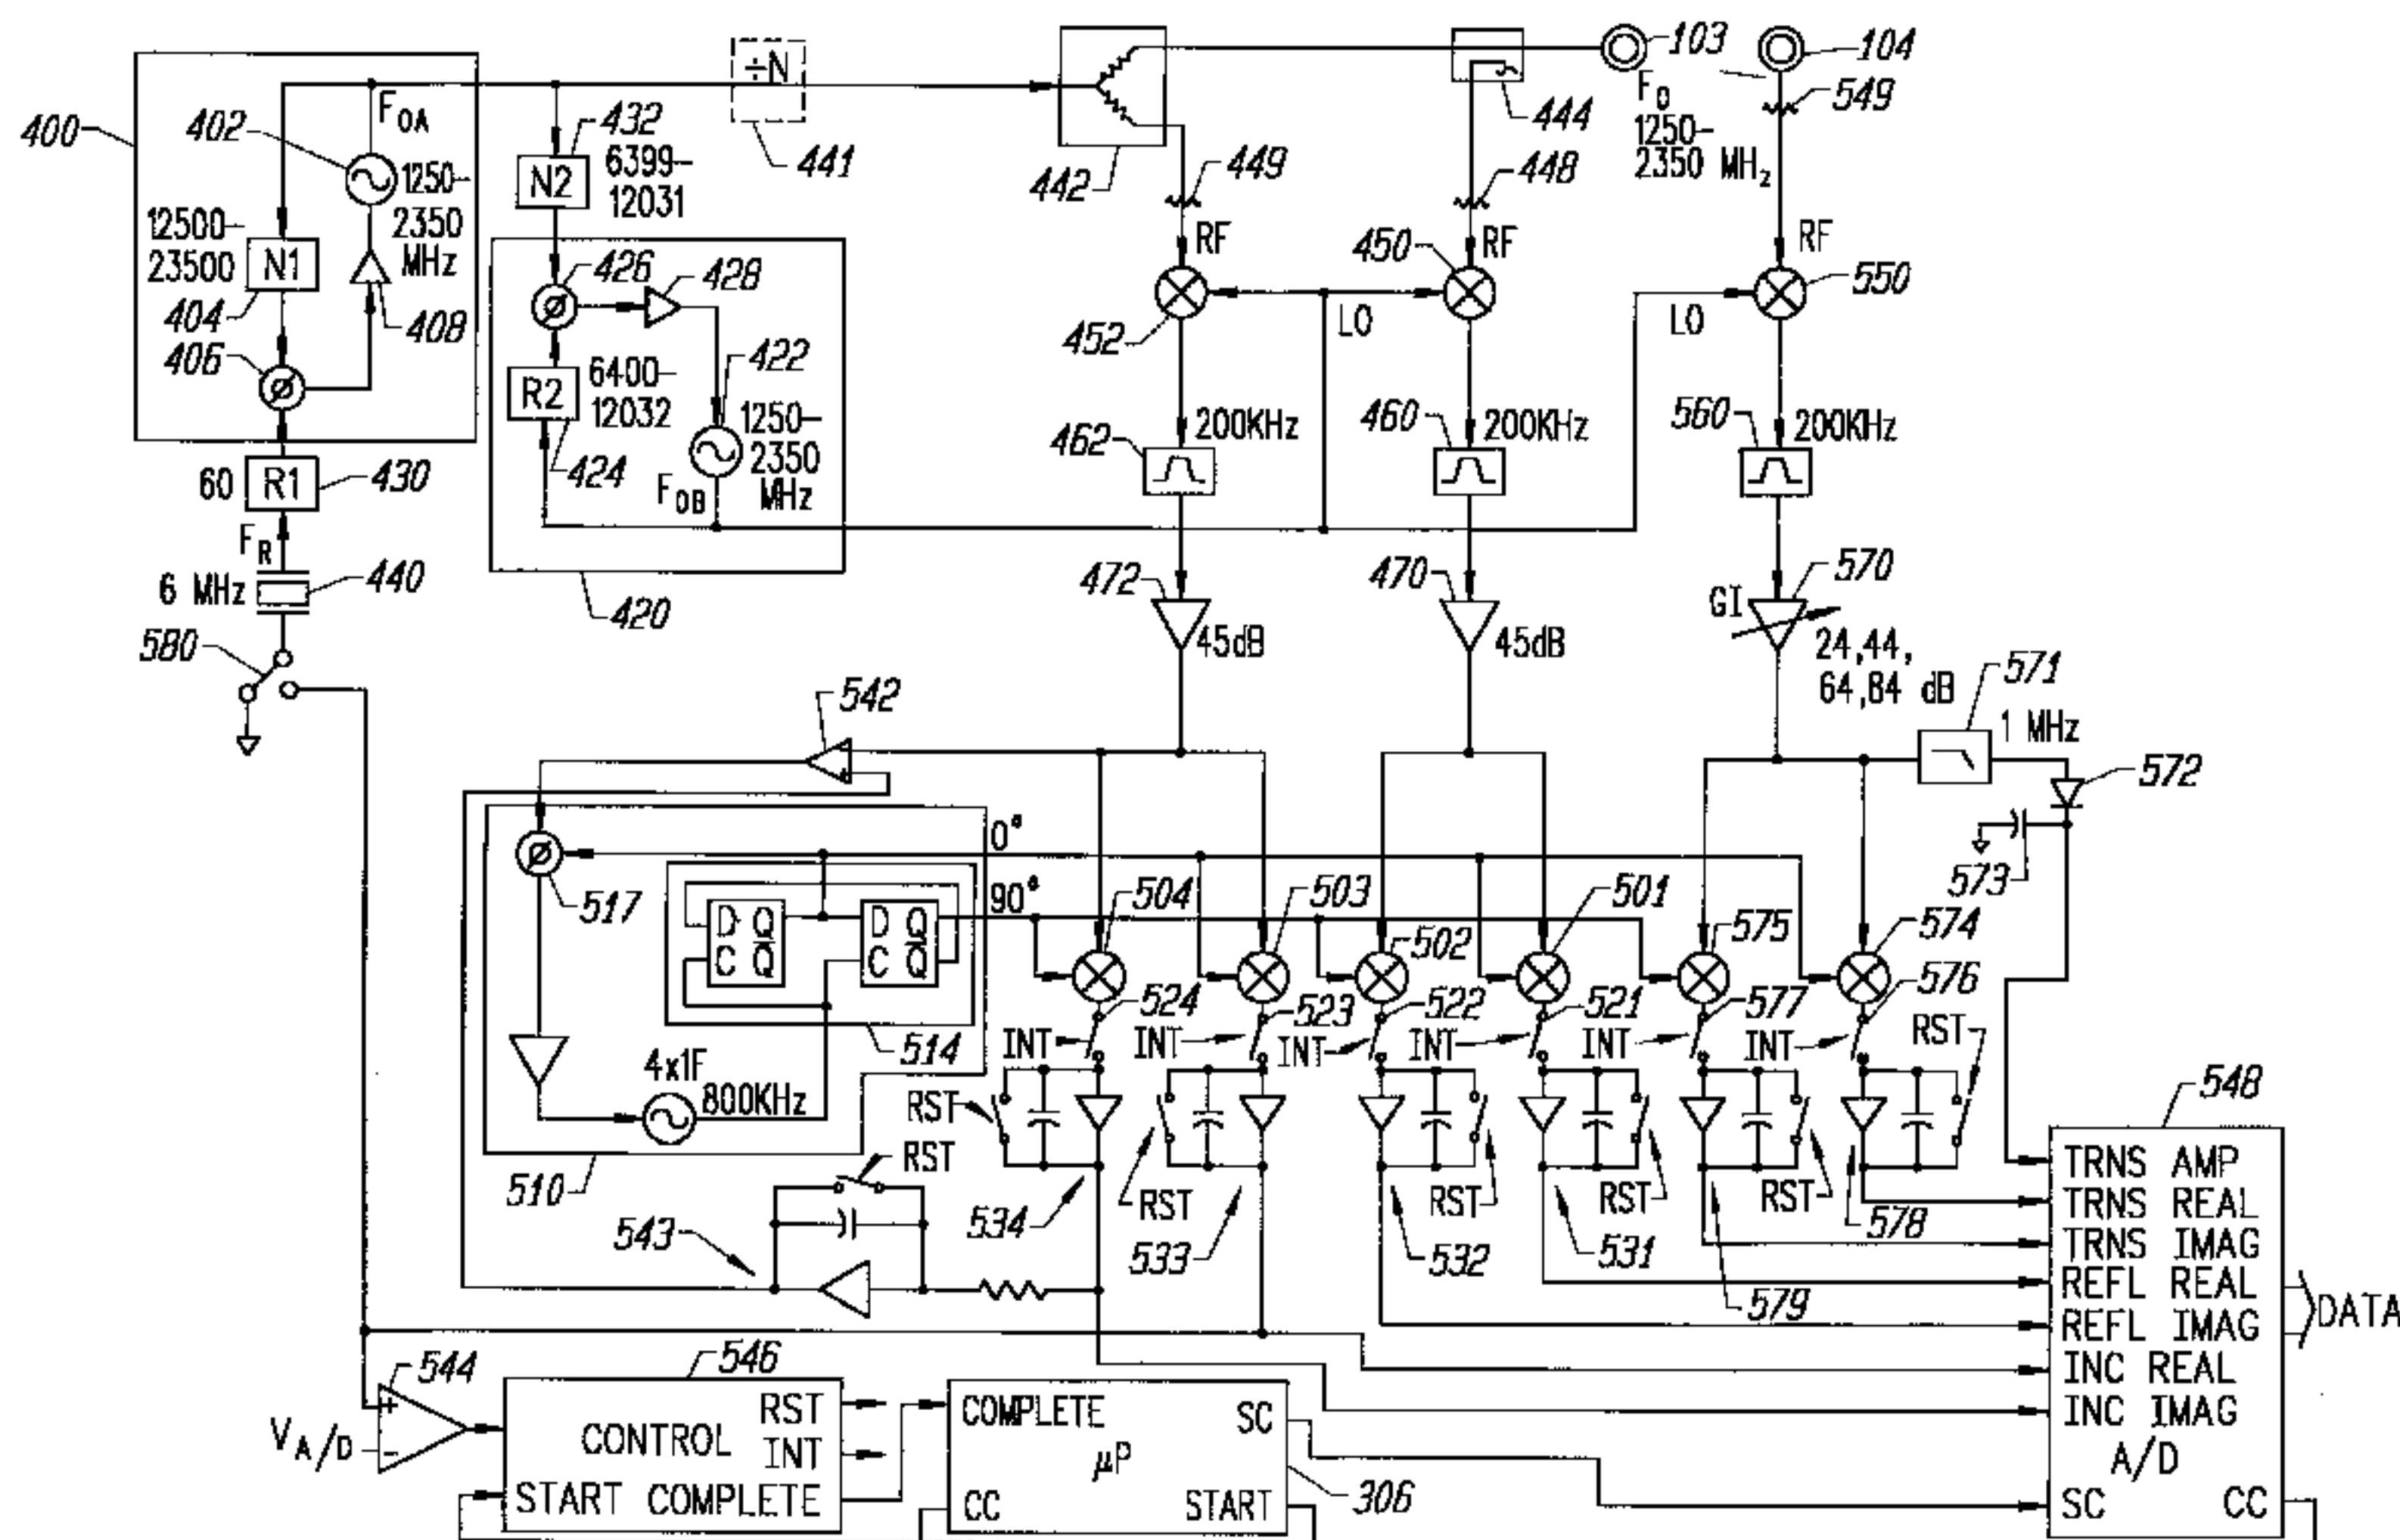 ÷N
103
104
400
402
F0A
432
6399-
12031
441
442
444
F0
1250-
2350 MHz
549
1250-
2350
MHz
12500-
23500
N1
N2
449
448
RF
RF
RF
404
408
426
428
450
550
452
LO
LO
406
R2
6400-
12032
422
424
1250-
2350
MHz
F0B
462
200KHz
460
200KHz
560
200KHz
60
R1
430
FR
6 MHz
440
420
472
45dB
470
45dB
GI
570
24,44,
64,84 dB
571
1 MHz
580
542
572
573
0°
90°
517
D Q
C Q̅
D Q
C Q̅
504
503
502
501
575
574
514
524
523
522
521
577
576
INT
INT
INT
INT
INT
INT
RST
4x1F
800KHz
RST
RST
RST
RST
RST
RST
510
543
534
533
532
531
579
578
548
TRNS AMP
TRNS REAL
TRNS IMAG
REFL REAL
REFL IMAG
INC REAL
INC IMAG
A/D
SC CC
DATA
544
+
-
VA/D
546
RST
CONTROL
INT
START COMPLETE
COMPLETE SC
μP
CC START
306